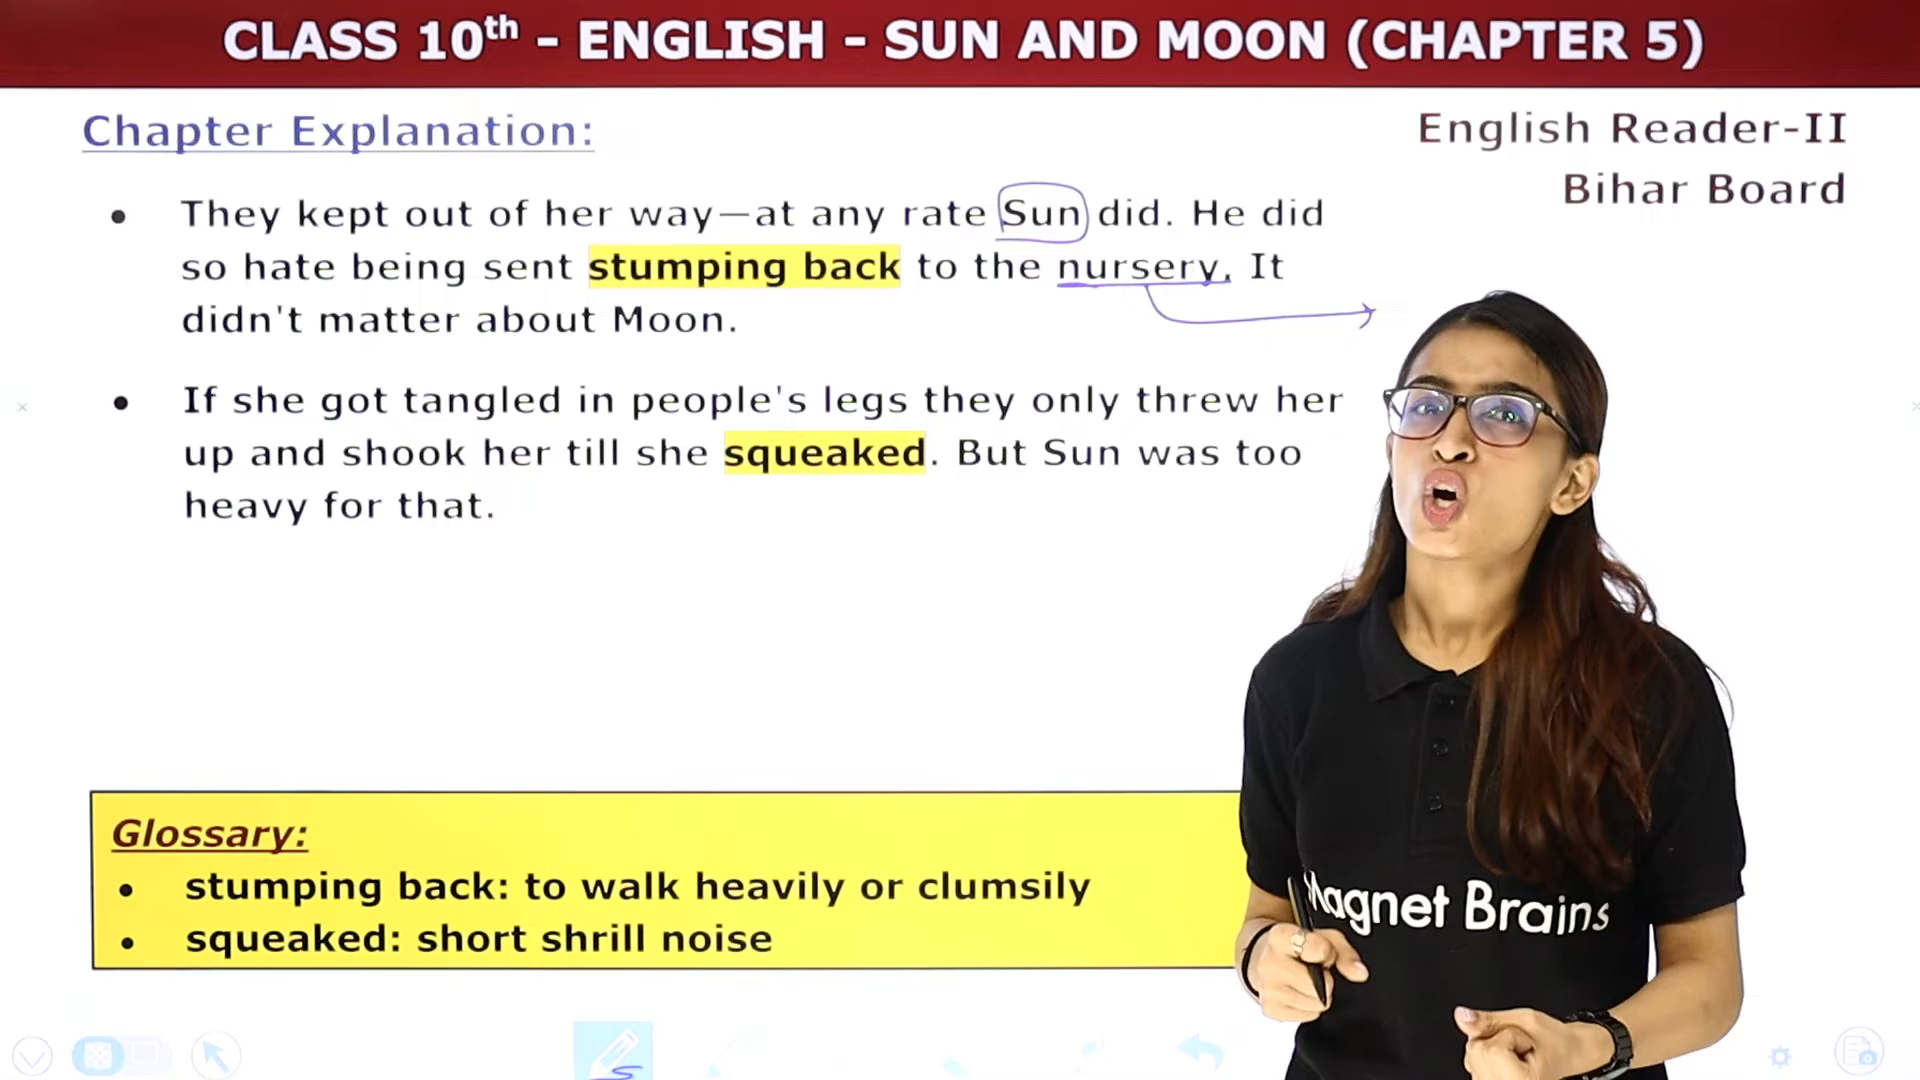 CLASS 10th - ENGLISH - SUN AND MOON (CHAPTER 5)
Chapter Explanation:
English Reader-II
Bihar Board
• They kept out of her way—at any rate Sun did. He did
so hate being sent stumping back to the nursery. It
didn't matter about Moon.
• If she got tangled in people's legs they only threw her
up and shook her till she squeaked. But Sun was too
heavy for that.
Glossary:
• stumping back: to walk heavily or clumsily
• squeaked: short shrill noise
Magnet Brains